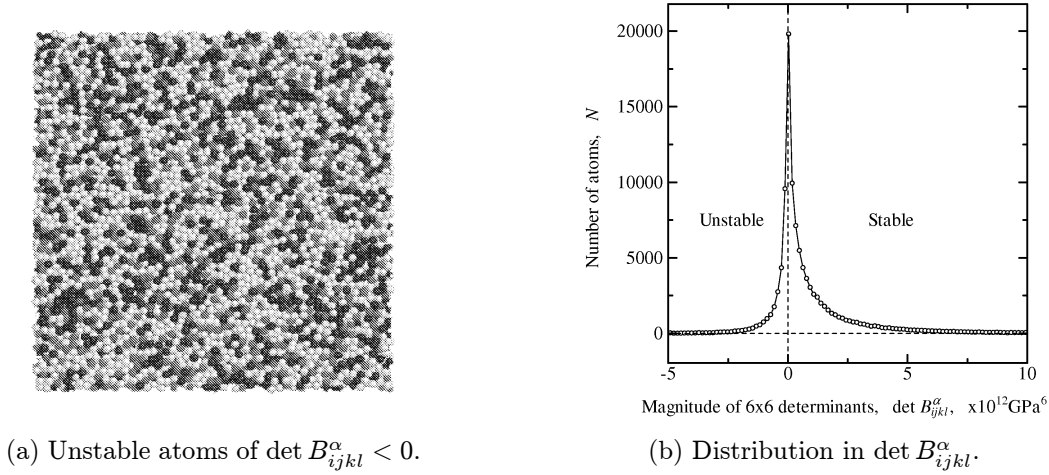 20000
15000
10000
5000
0
Number of atoms, N
Unstable
Stable
-5 0 5 10
Magnitude of 6x6 determinants, det B^α_ijkl, x10^12GPa^6
(a) Unstable atoms of det B^α_ijkl < 0.
(b) Distribution in det B^α_ijkl.